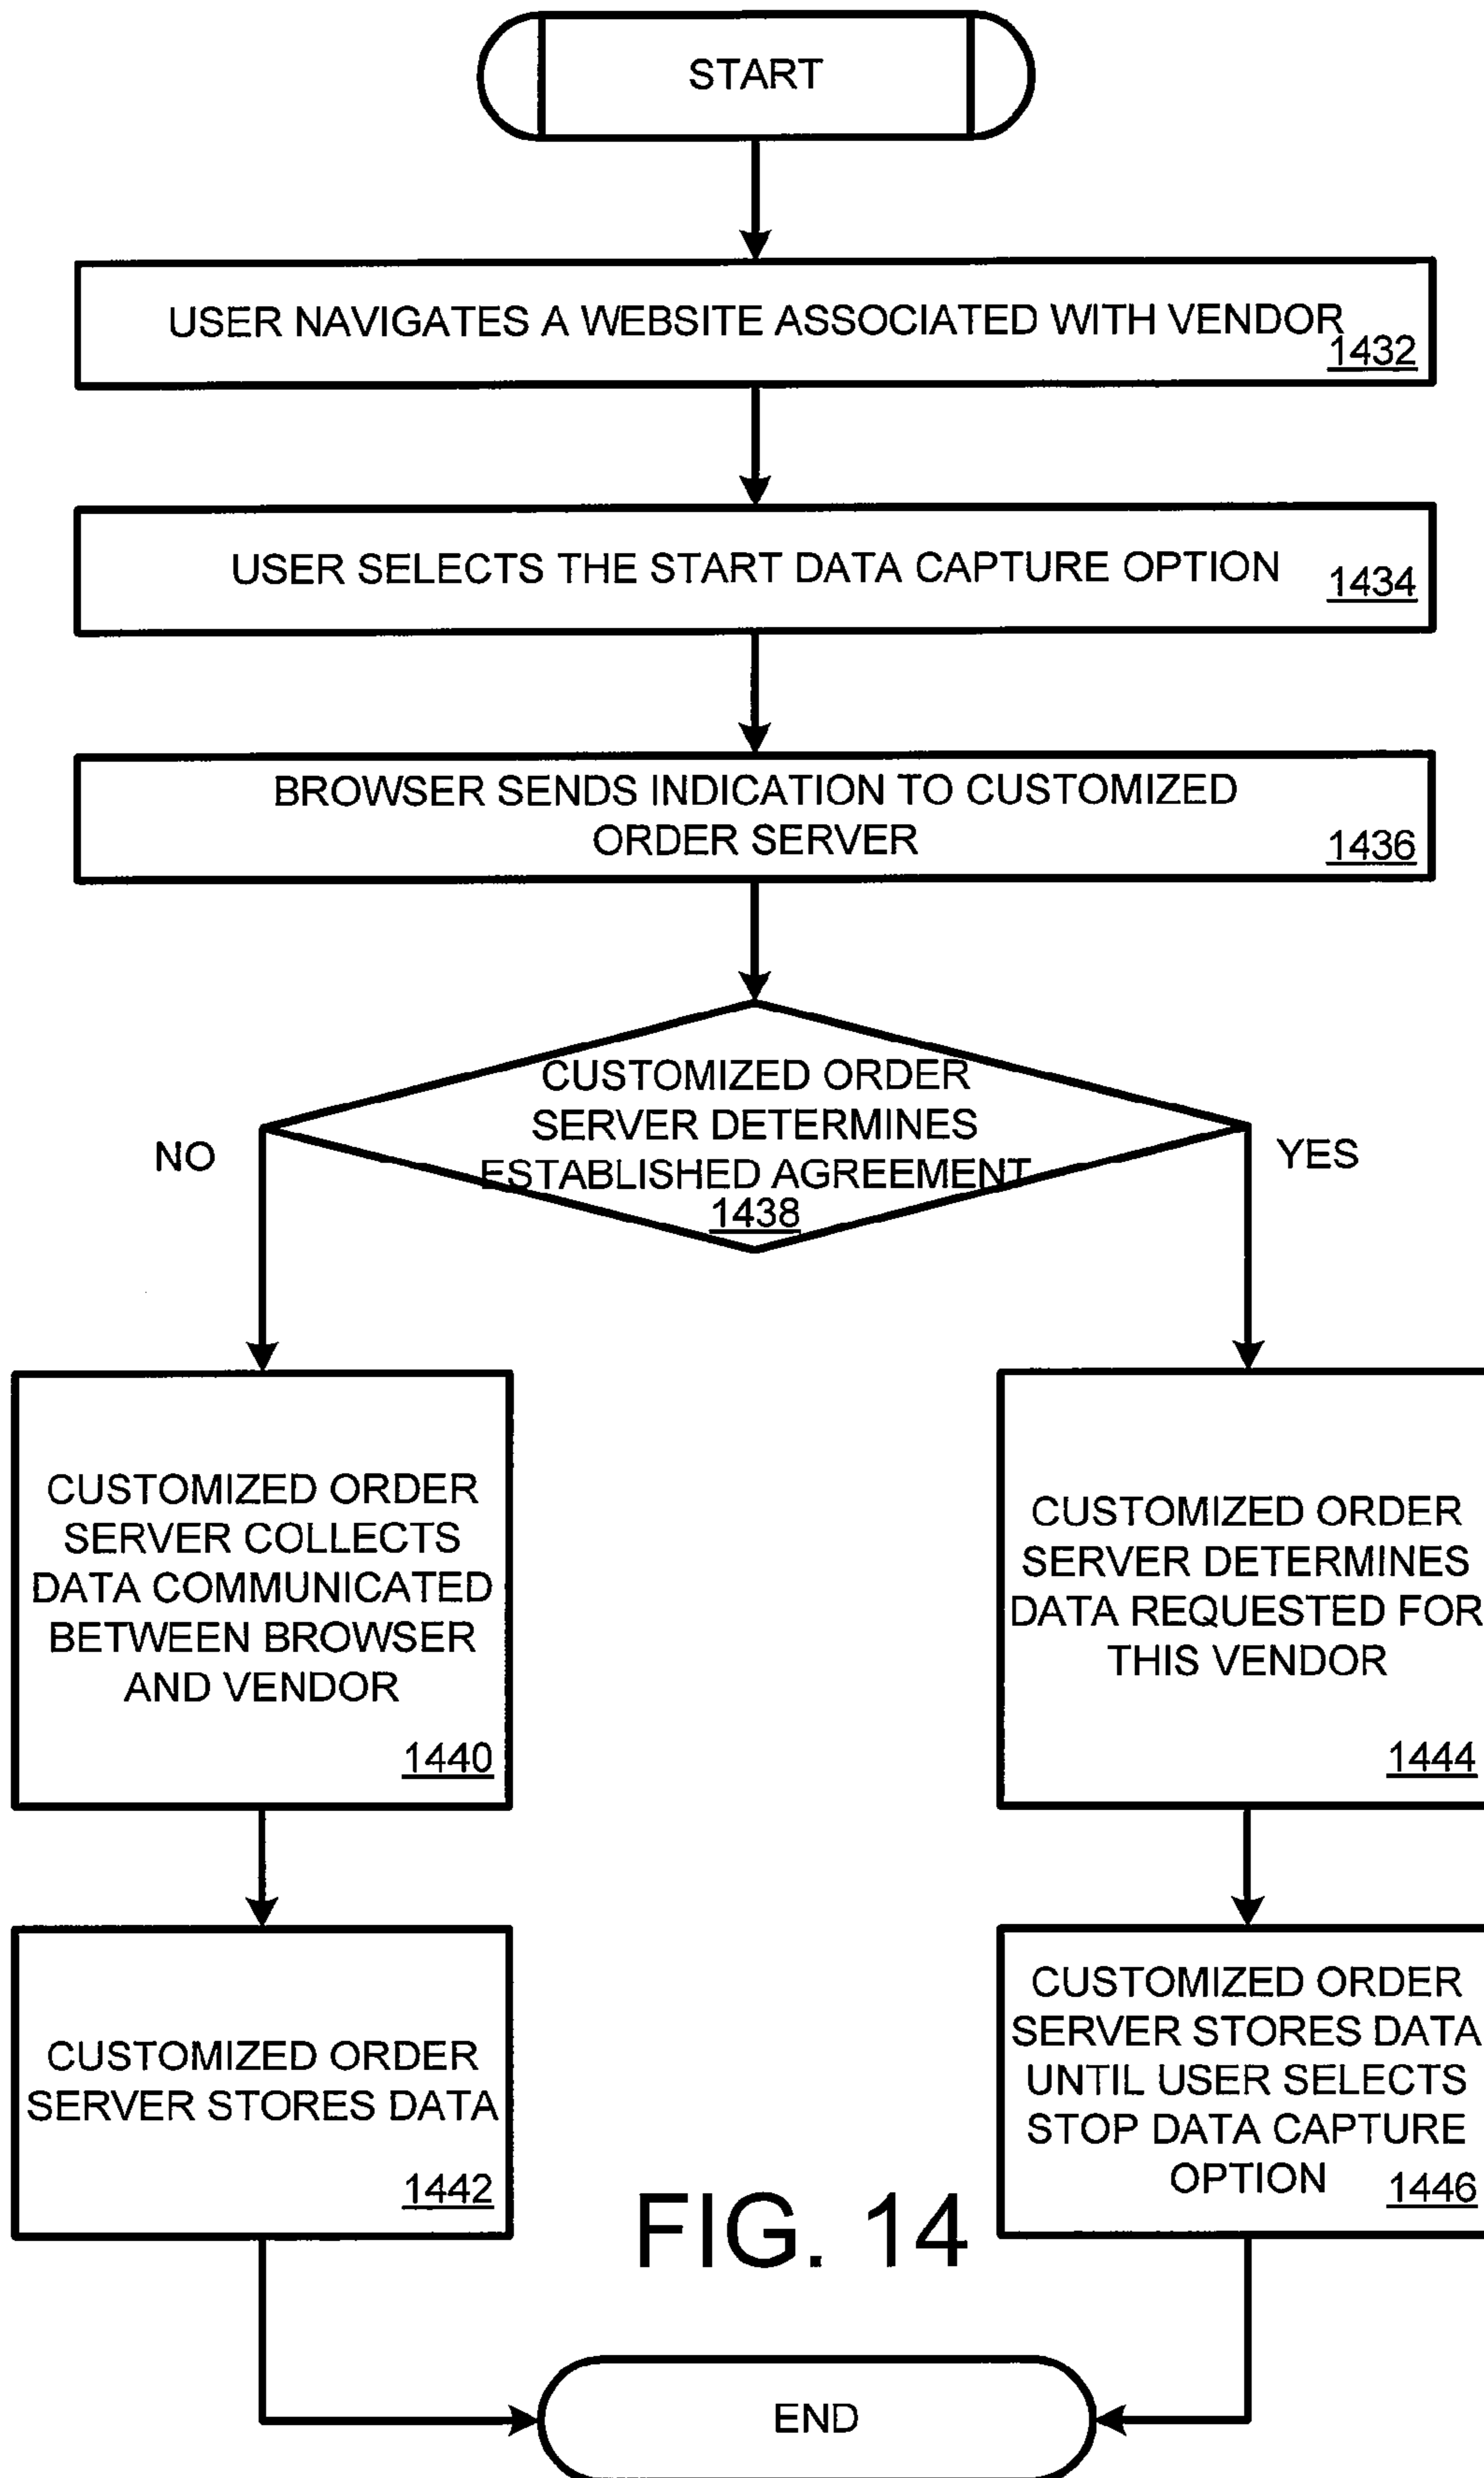 START
USER NAVIGATES A WEBSITE ASSOCIATED WITH VENDOR
1432
USER SELECTS THE START DATA CAPTURE OPTION
1434
BROWSER SENDS INDICATION TO CUSTOMIZED
ORDER SERVER
1436
CUSTOMIZED ORDER
SERVER DETERMINES
ESTABLISHED AGREEMENT
1438
NO
YES
CUSTOMIZED ORDER
SERVER COLLECTS
DATA COMMUNICATED
BETWEEN BROWSER
AND VENDOR
1440
CUSTOMIZED ORDER
SERVER DETERMINES
DATA REQUESTED FOR
THIS VENDOR
1444
CUSTOMIZED ORDER
SERVER STORES DATA
1442
CUSTOMIZED ORDER
SERVER STORES DATA
UNTIL USER SELECTS
STOP DATA CAPTURE
OPTION
1446
FIG. 14
END